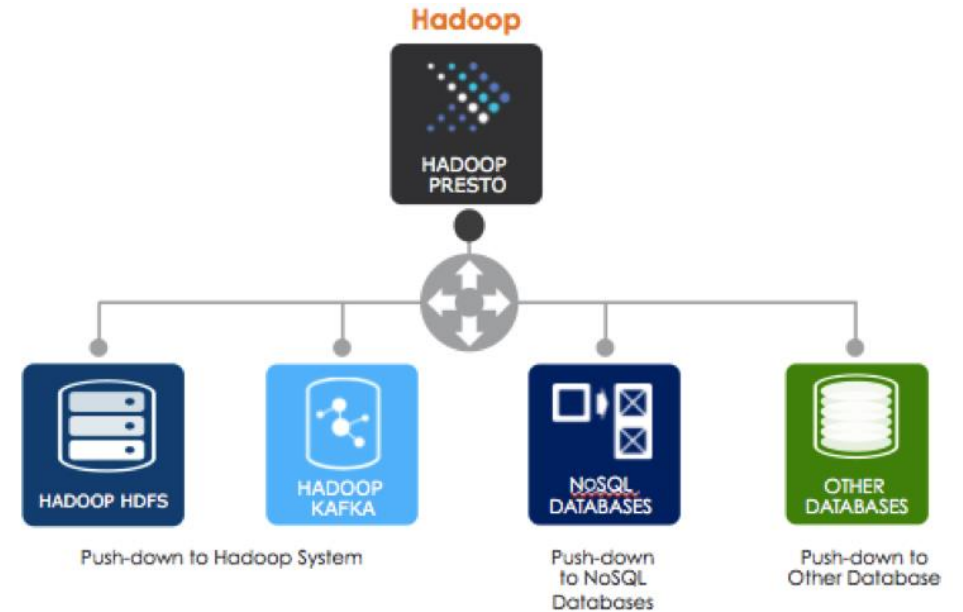 Hadoop
HADOOP
PRESTO
HADOOP HDFS
HADOOP
KAFKA
NOSQL
DATABASES
OTHER
DATABASES
Push-down to Hadoop System
Push-down
to NoSQL
Databases
Push-down to
Other Database